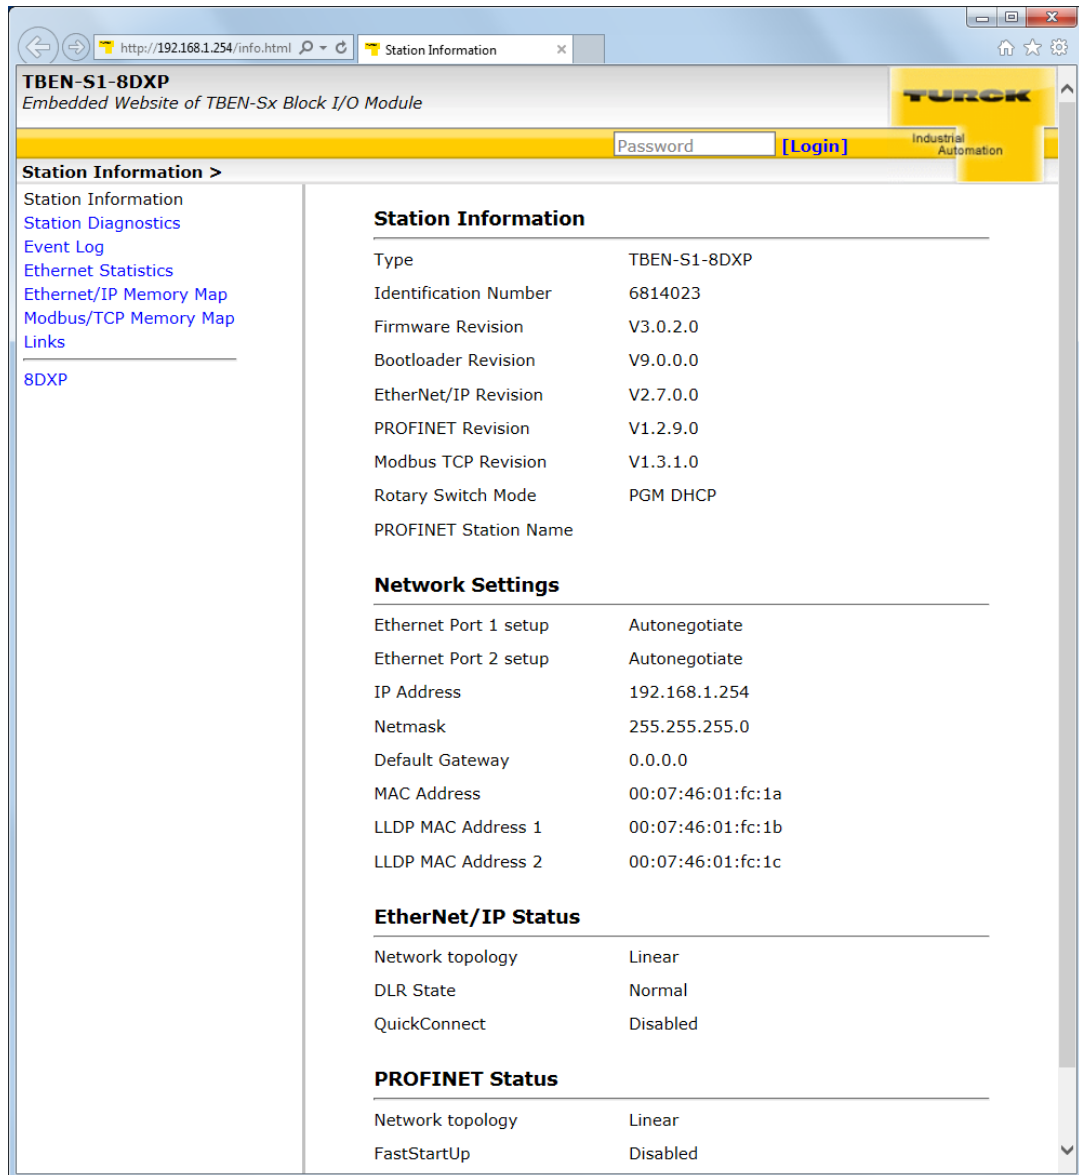 http://192.168.1.254/info.html
Station Information
TBEN-S1-8DXP
Embedded Website of TBEN-Sx Block I/O Module
TURCK
Password [Login]
Industrial
Automation
Station Information >
Station Information
Station Diagnostics
Event Log
Ethernet Statistics
Ethernet/IP Memory Map
Modbus/TCP Memory Map
Links
8DXP
Station Information
Type TBEN-S1-8DXP
Identification Number 6814023
Firmware Revision V3.0.2.0
Bootloader Revision V9.0.0.0
EtherNet/IP Revision V2.7.0.0
PROFINET Revision V1.2.9.0
Modbus TCP Revision V1.3.1.0
Rotary Switch Mode PGM DHCP
PROFINET Station Name
Network Settings
Ethernet Port 1 setup Autonegotiate
Ethernet Port 2 setup Autonegotiate
IP Address 192.168.1.254
Netmask 255.255.255.0
Default Gateway 0.0.0.0
MAC Address 00:07:46:01:fc:1a
LLDP MAC Address 1 00:07:46:01:fc:1b
LLDP MAC Address 2 00:07:46:01:fc:1c
EtherNet/IP Status
Network topology Linear
DLR State Normal
QuickConnect Disabled
PROFINET Status
Network topology Linear
FastStartUp Disabled